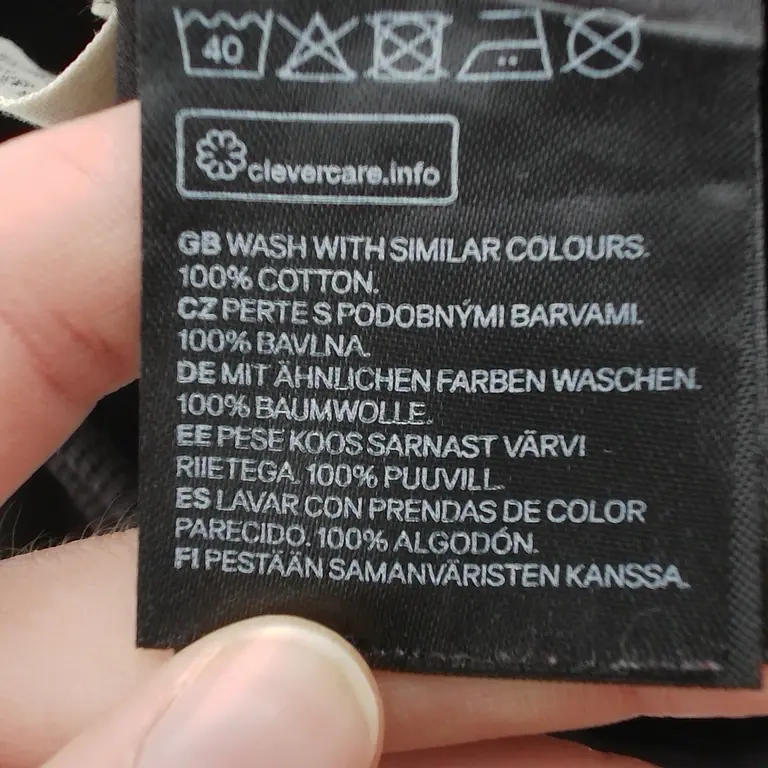 40
clevercare.info
GB WASH WITH SIMILAR COLOURS.
100% COTTON.
CZ PERTE S PODOBNÝMI BARVAMI.
100% BAVLNA.
DE MIT ÄHNLICHEN FARBEN WASCHEN.
100% BAUMWOLLE.
EE PESE KOOS SARNAST VÄRVI
RIIETEGA. 100% PUUVILL.
ES LAVAR CON PRENDAS DE COLOR
PARECIDO. 100% ALGODÓN.
FI PESTÄÄN SAMANVÄRISTEN KANSSA.